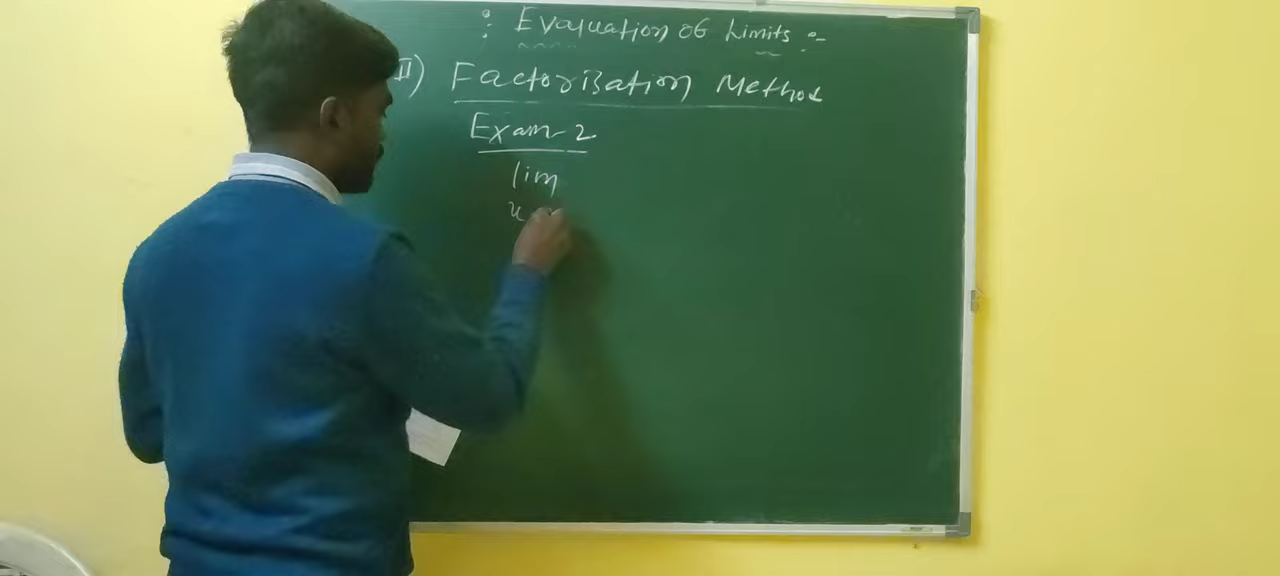 : Evaluation of Limits :-
II) Factorisation Method
Exam-2
lim
x